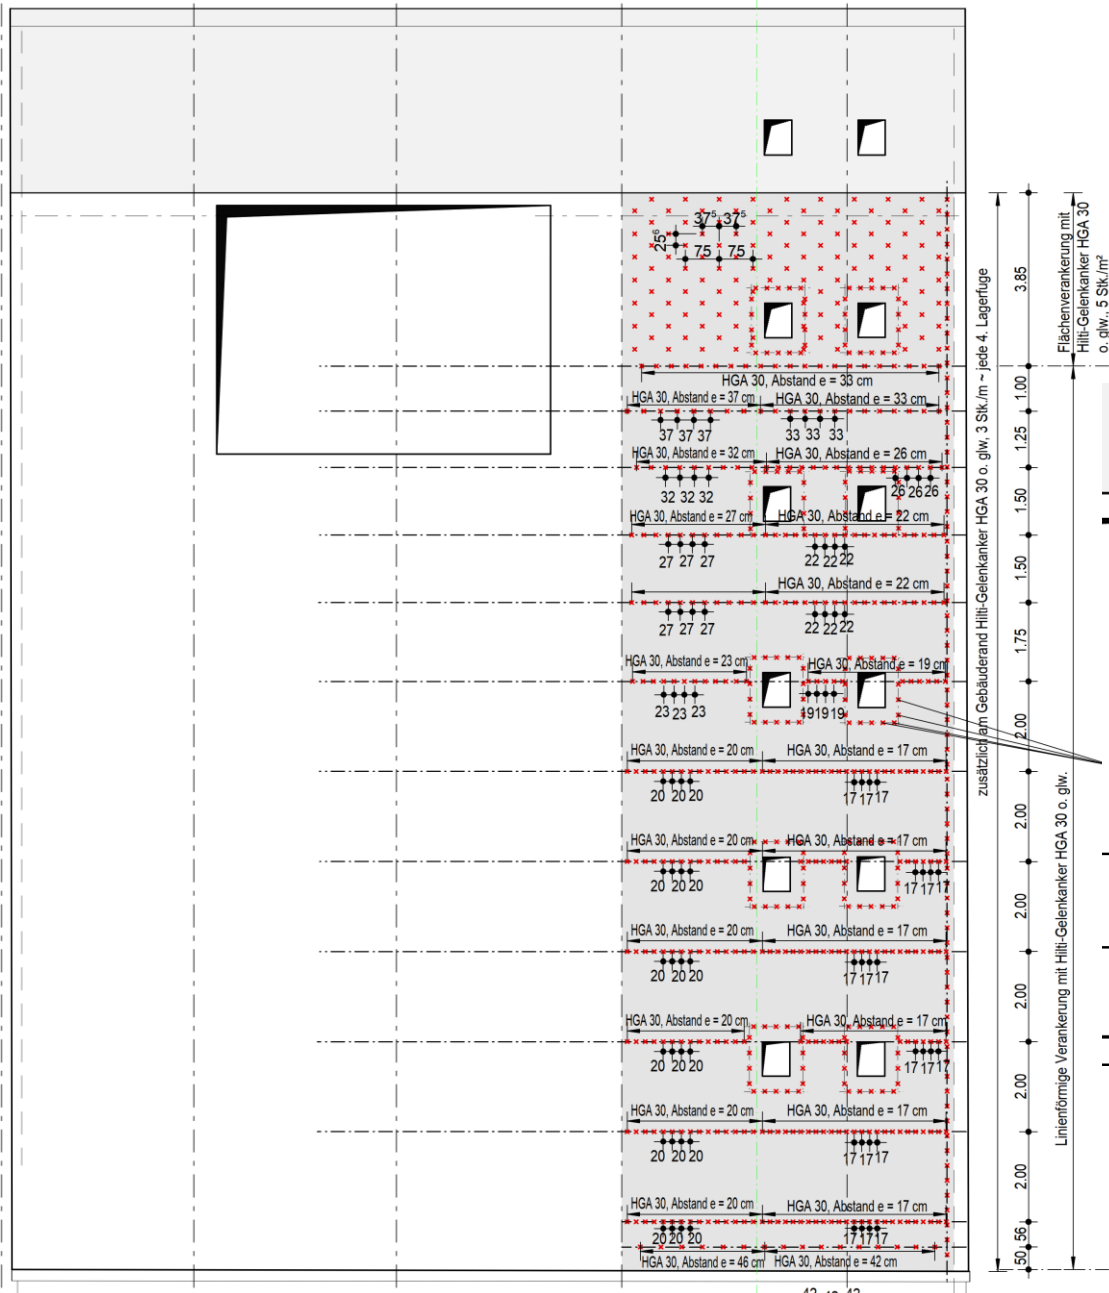 37⁵ 37⁵
25⁶
75 75
HGA 30, Abstand e = 33 cm
HGA 30, Abstand e = 37 cm
HGA 30, Abstand e = 33 cm
37 37 37
33 33 33
HGA 30, Abstand e = 32 cm
HGA 30, Abstand e = 26 cm
32 32 32
26 26 26
HGA 30, Abstand e = 27 cm
HGA 30, Abstand e = 22 cm
27 27 27
22 22 22
HGA 30, Abstand e = 22 cm
27 27 27
22 22 22
HGA 30, Abstand e = 23 cm
HGA 30, Abstand e = 19 cm
23 23 23
19 19 19
HGA 30, Abstand e = 20 cm
HGA 30, Abstand e = 17 cm
20 20 20
17 17 17
HGA 30, Abstand e = 20 cm
HGA 30, Abstand e = 17 cm
20 20 20
17 17 17
HGA 30, Abstand e = 20 cm
HGA 30, Abstand e = 17 cm
20 20 20
17 17 17
HGA 30, Abstand e = 20 cm
HGA 30, Abstand e = 17 cm
20 20 20
17 17 17
HGA 30, Abstand e = 20 cm
HGA 30, Abstand e = 17 cm
20 20 20
17 17 17
HGA 30, Abstand e = 20 cm
HGA 30, Abstand e = 17 cm
20 20 20
17 17 17
HGA 30, Abstand e = 46 cm
HGA 30, Abstand e = 42 cm
zusätzlich am Gebäuderand Hilti-Gelenkanker HGA 30 o. glw, 3 Stk./m ~ jede 4. Lagerfuge
3.85
1.00
1.25
1.50
1.50
1.75
2.00
2.00
2.00
2.00
2.00
2.00
56
50
Flächenverankerung mit
Hilti-Gelenkanker HGA 30
o. glw., 5 Stk./m²
Linienförmige Verankerung mit Hilti-Gelenkanker HGA 30 o. glw.